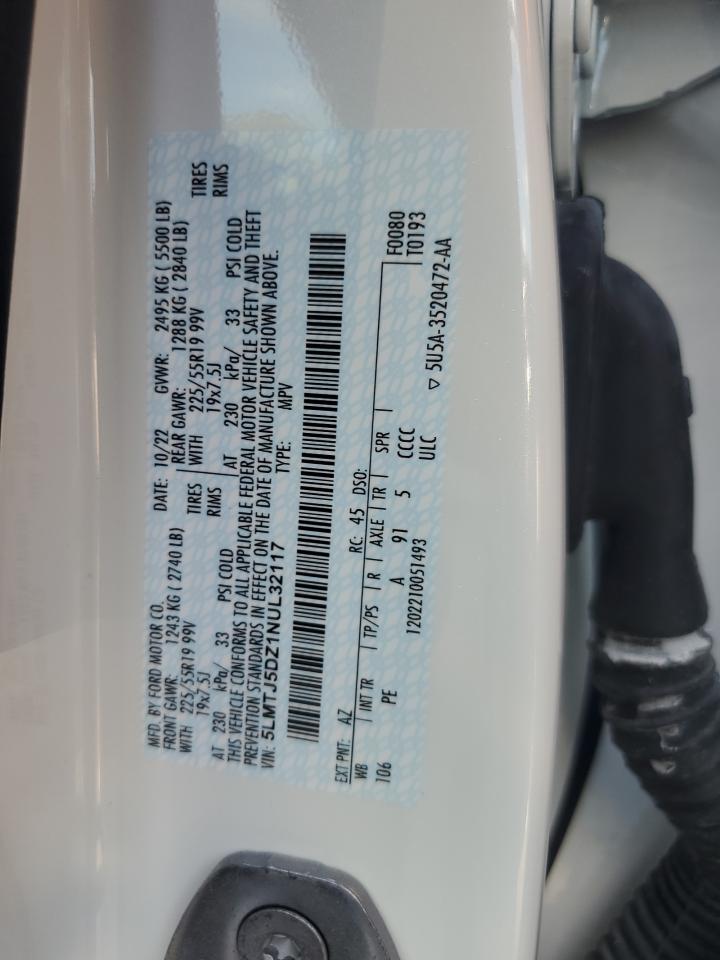 MFD. BY FORD MOTOR CO. DATE: 10/22 GVWR: 2495 KG ( 5500 LB)
FRONT GAWR: 1243 KG ( 2740 LB) REAR GAWR: 1288 KG ( 2840 LB)
WITH 225/55R19 99V TIRES WITH 225/55R19 99V TIRES
19x7.5J RIMS 19x7.5J RIMS
AT 230 kPa/ 33 PSI COLD AT 230 kPa/ 33 PSI COLD
THIS VEHICLE CONFORMS TO ALL APPLICABLE FEDERAL MOTOR VEHICLE SAFETY AND THEFT
PREVENTION STANDARDS IN EFFECT ON THE DATE OF MANUFACTURE SHOWN ABOVE.
VIN: 5LMTJ5DZ1NUL32117 TYPE: MPV
EXT PNT: AZ RC: 45 DSO:
WB INT TR TP/PS R AXLE TR SPR F0080
106 PE A 91 5 CCCC T0193
1202210051493 ULC ▽ 5U5A-3520472-AA